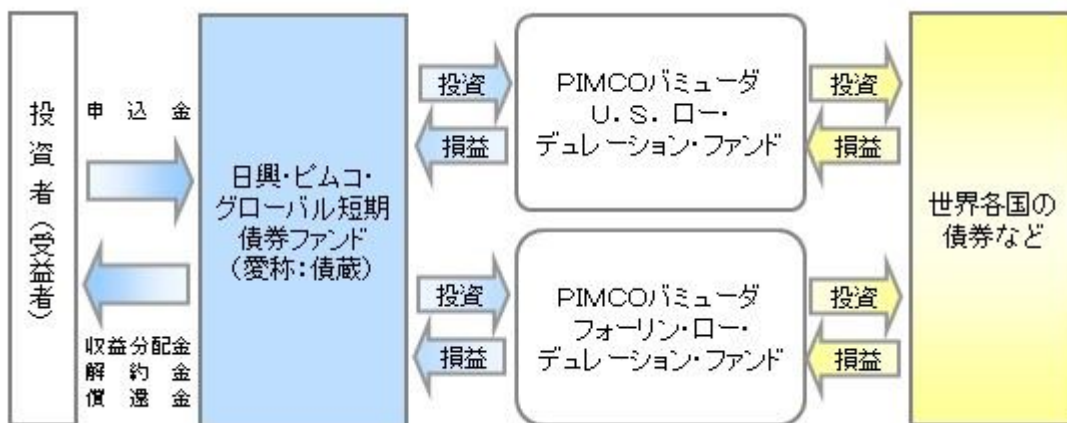 投資者(受益者)
申込金
収益分配金
解約金
償還金
日興・ピムコ・
グローバル短期
債券ファンド
(愛称:債蔵)
投資
損益
PIMCOバミューダ
U.S.ロー・
デュレーション・ファンド
投資
損益
投資
損益
PIMCOバミューダ
フォーリン・ロー・
デュレーション・ファンド
投資
損益
世界各国の
債券など